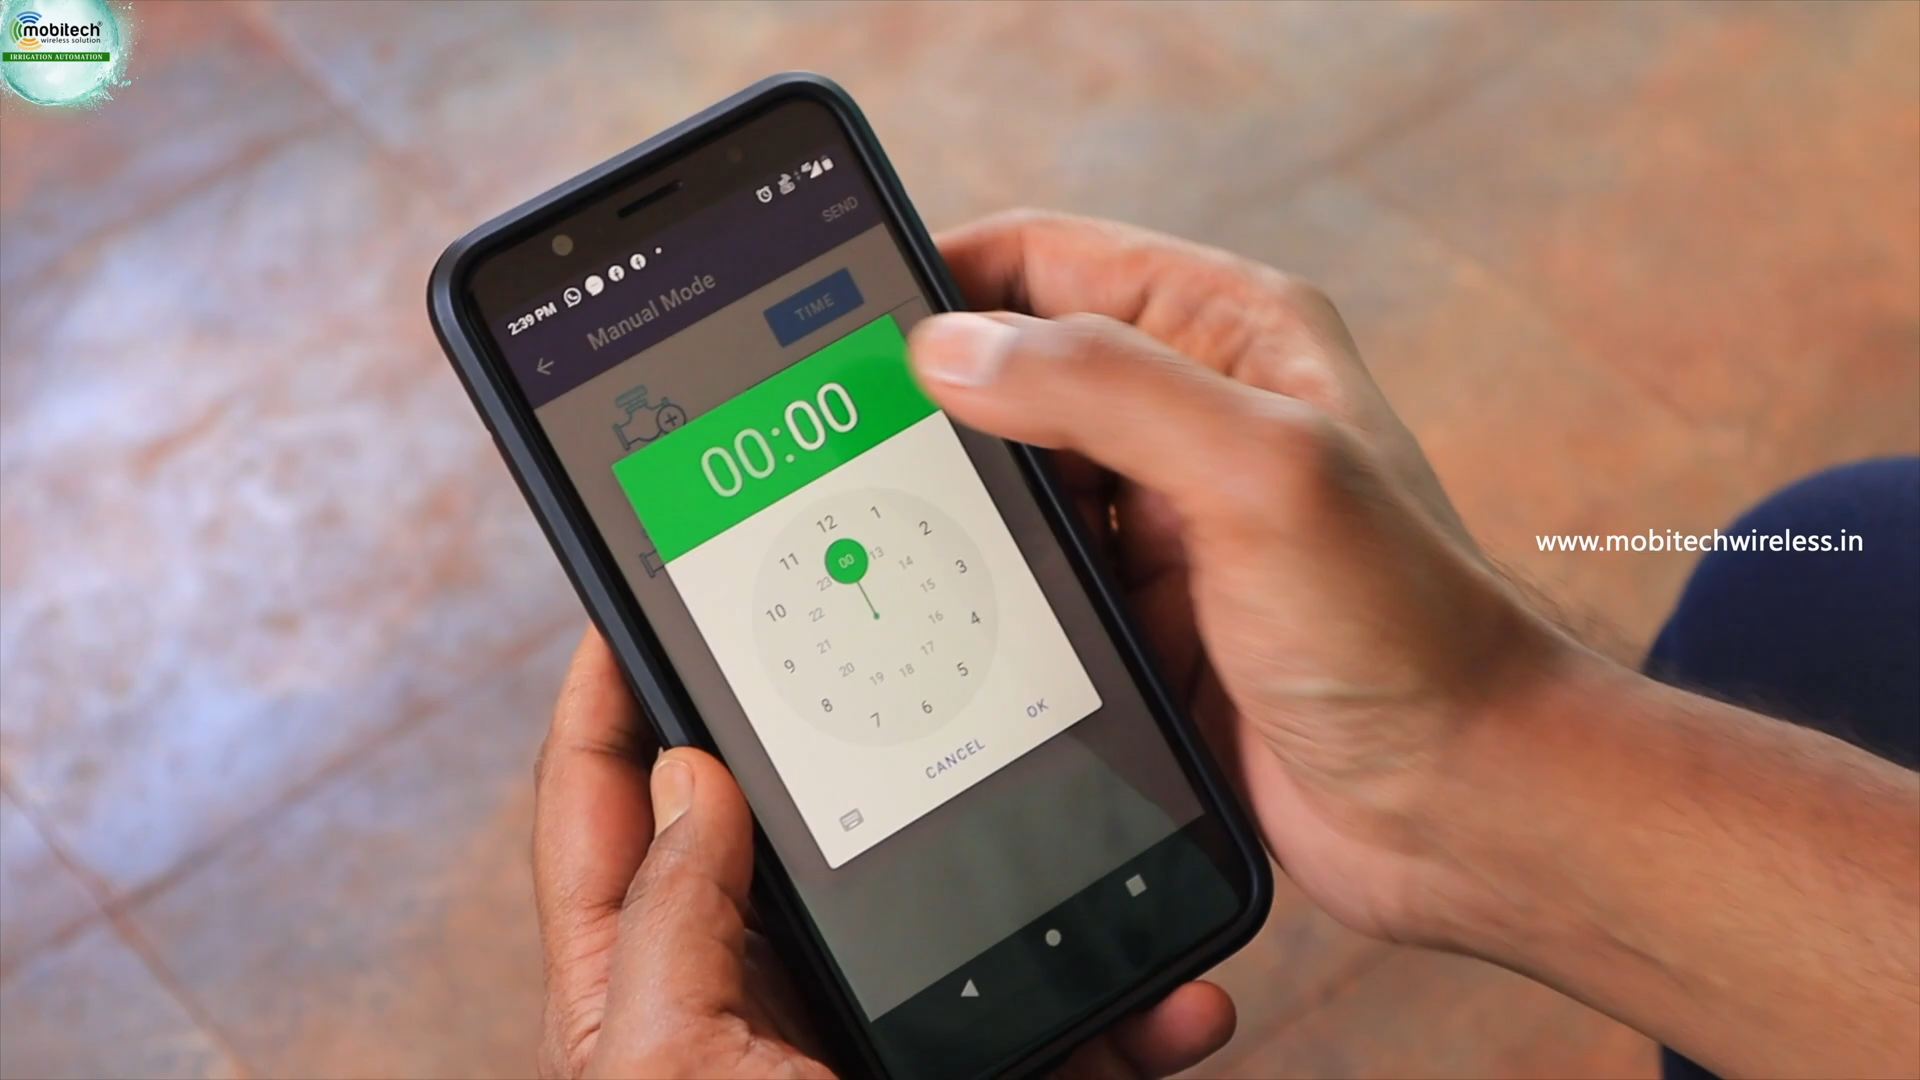 mobitech®
wireless solution
IRRIGATION AUTOMATION
2:39 PM
SEND
Manual Mode
TIME
00:00
12
1
2
3
4
5
6
7
8
9
10
11
00
13
14
15
16
17
18
19
20
21
22
23
CANCEL
OK
www.mobitechwireless.in